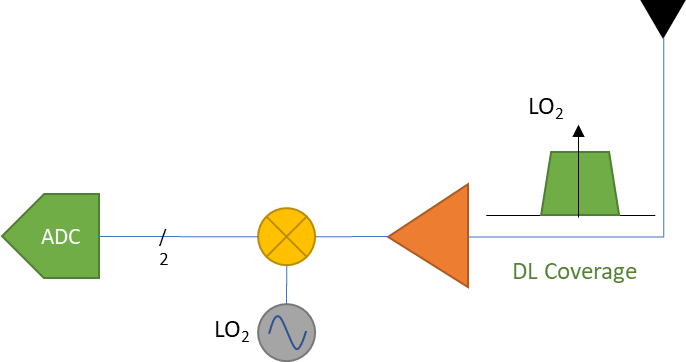 LO₂
ADC
/
2
DL Coverage
LO₂